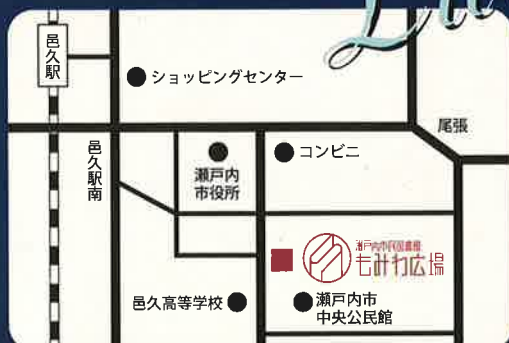 邑久駅
ショッピングセンター
尾張
邑久駅南
瀬戸内
市役所
コンビニ
瀬戸内市民図書館
もみわ広場
邑久高等学校
瀬戸内市
中央公民館